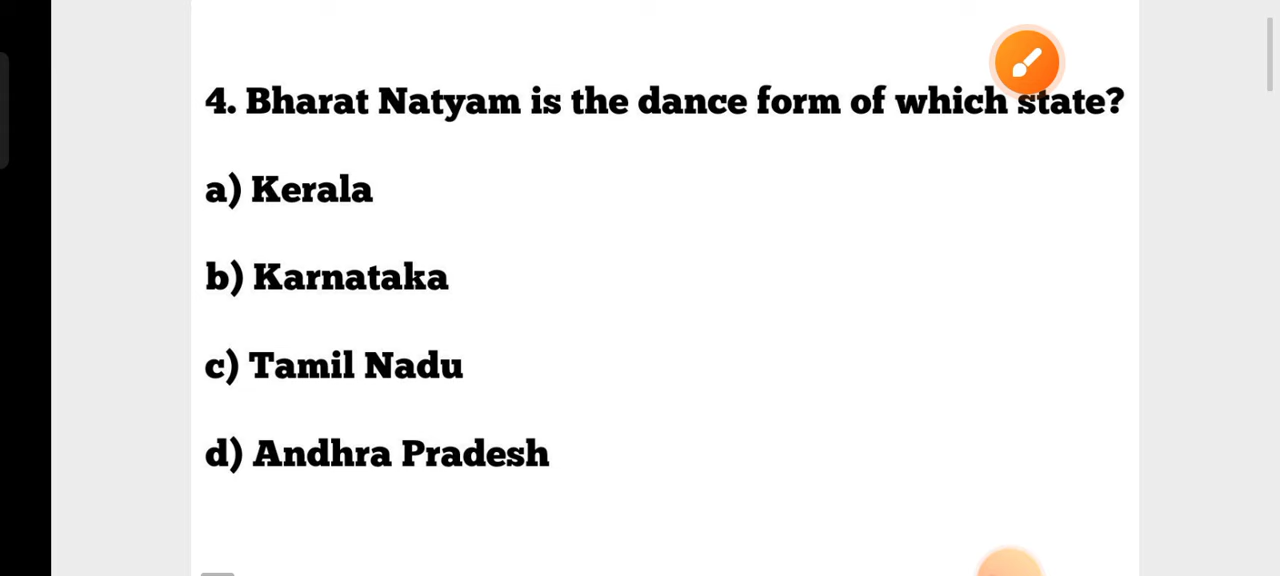 4. Bharat Natyam is the dance form of which state?
a) Kerala
b) Karnataka
c) Tamil Nadu
d) Andhra Pradesh